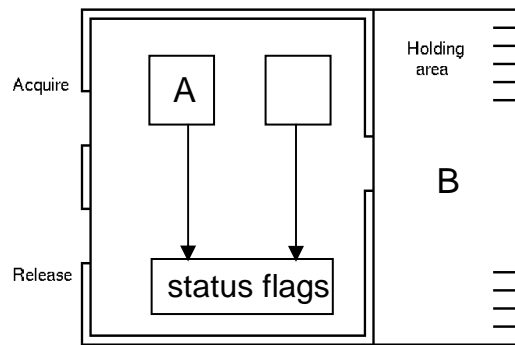 Acquire
A
Holding
area
B
Release
status flags